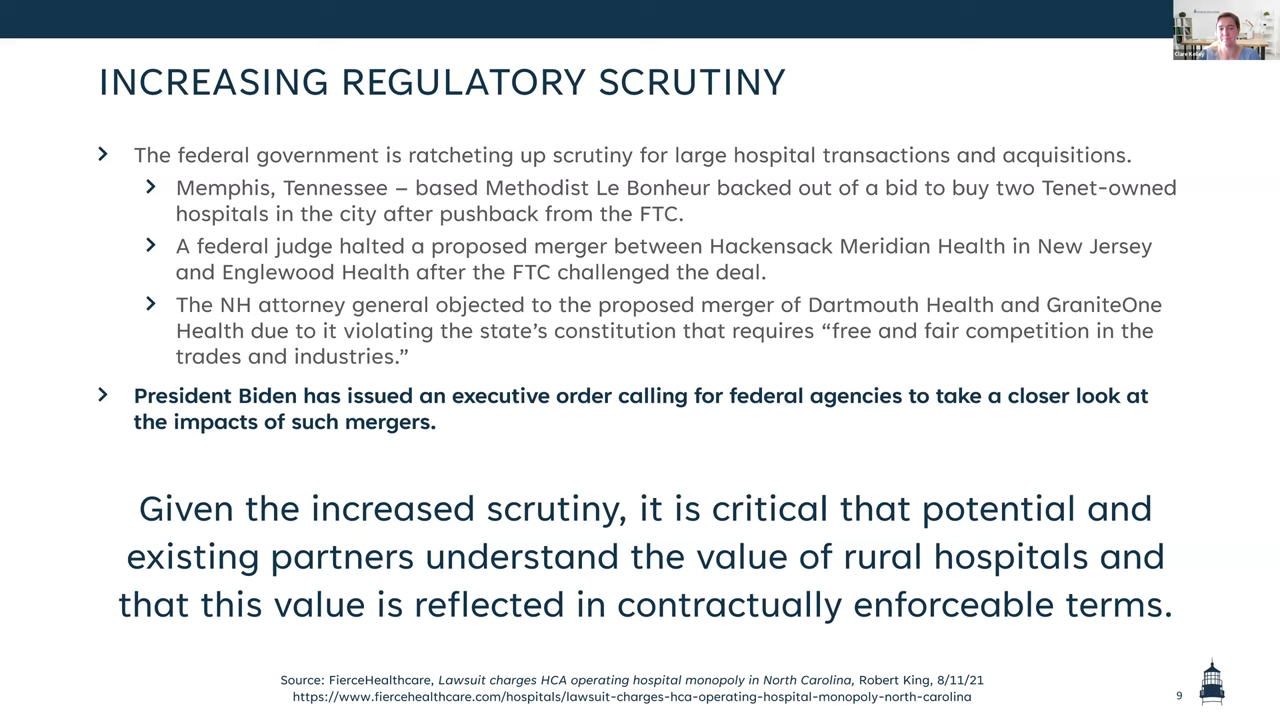 INCREASING REGULATORY SCRUTINY
The federal government is ratcheting up scrutiny for large hospital transactions and acquisitions.
Memphis, Tennessee – based Methodist Le Bonheur backed out of a bid to buy two Tenet-owned
hospitals in the city after pushback from the FTC.
A federal judge halted a proposed merger between Hackensack Meridian Health in New Jersey
and Englewood Health after the FTC challenged the deal.
The NH attorney general objected to the proposed merger of Dartmouth Health and GraniteOne
Health due to it violating the state’s constitution that requires “free and fair competition in the
trades and industries.”
President Biden has issued an executive order calling for federal agencies to take a closer look at
the impacts of such mergers.
Given the increased scrutiny, it is critical that potential and
existing partners understand the value of rural hospitals and
that this value is reflected in contractually enforceable terms.
Source: FierceHealthcare, Lawsuit charges HCA operating hospital monopoly in North Carolina, Robert King, 8/11/21
https://www.fiercehealthcare.com/hospitals/lawsuit-charges-hca-operating-hospital-monopoly-north-carolina
9